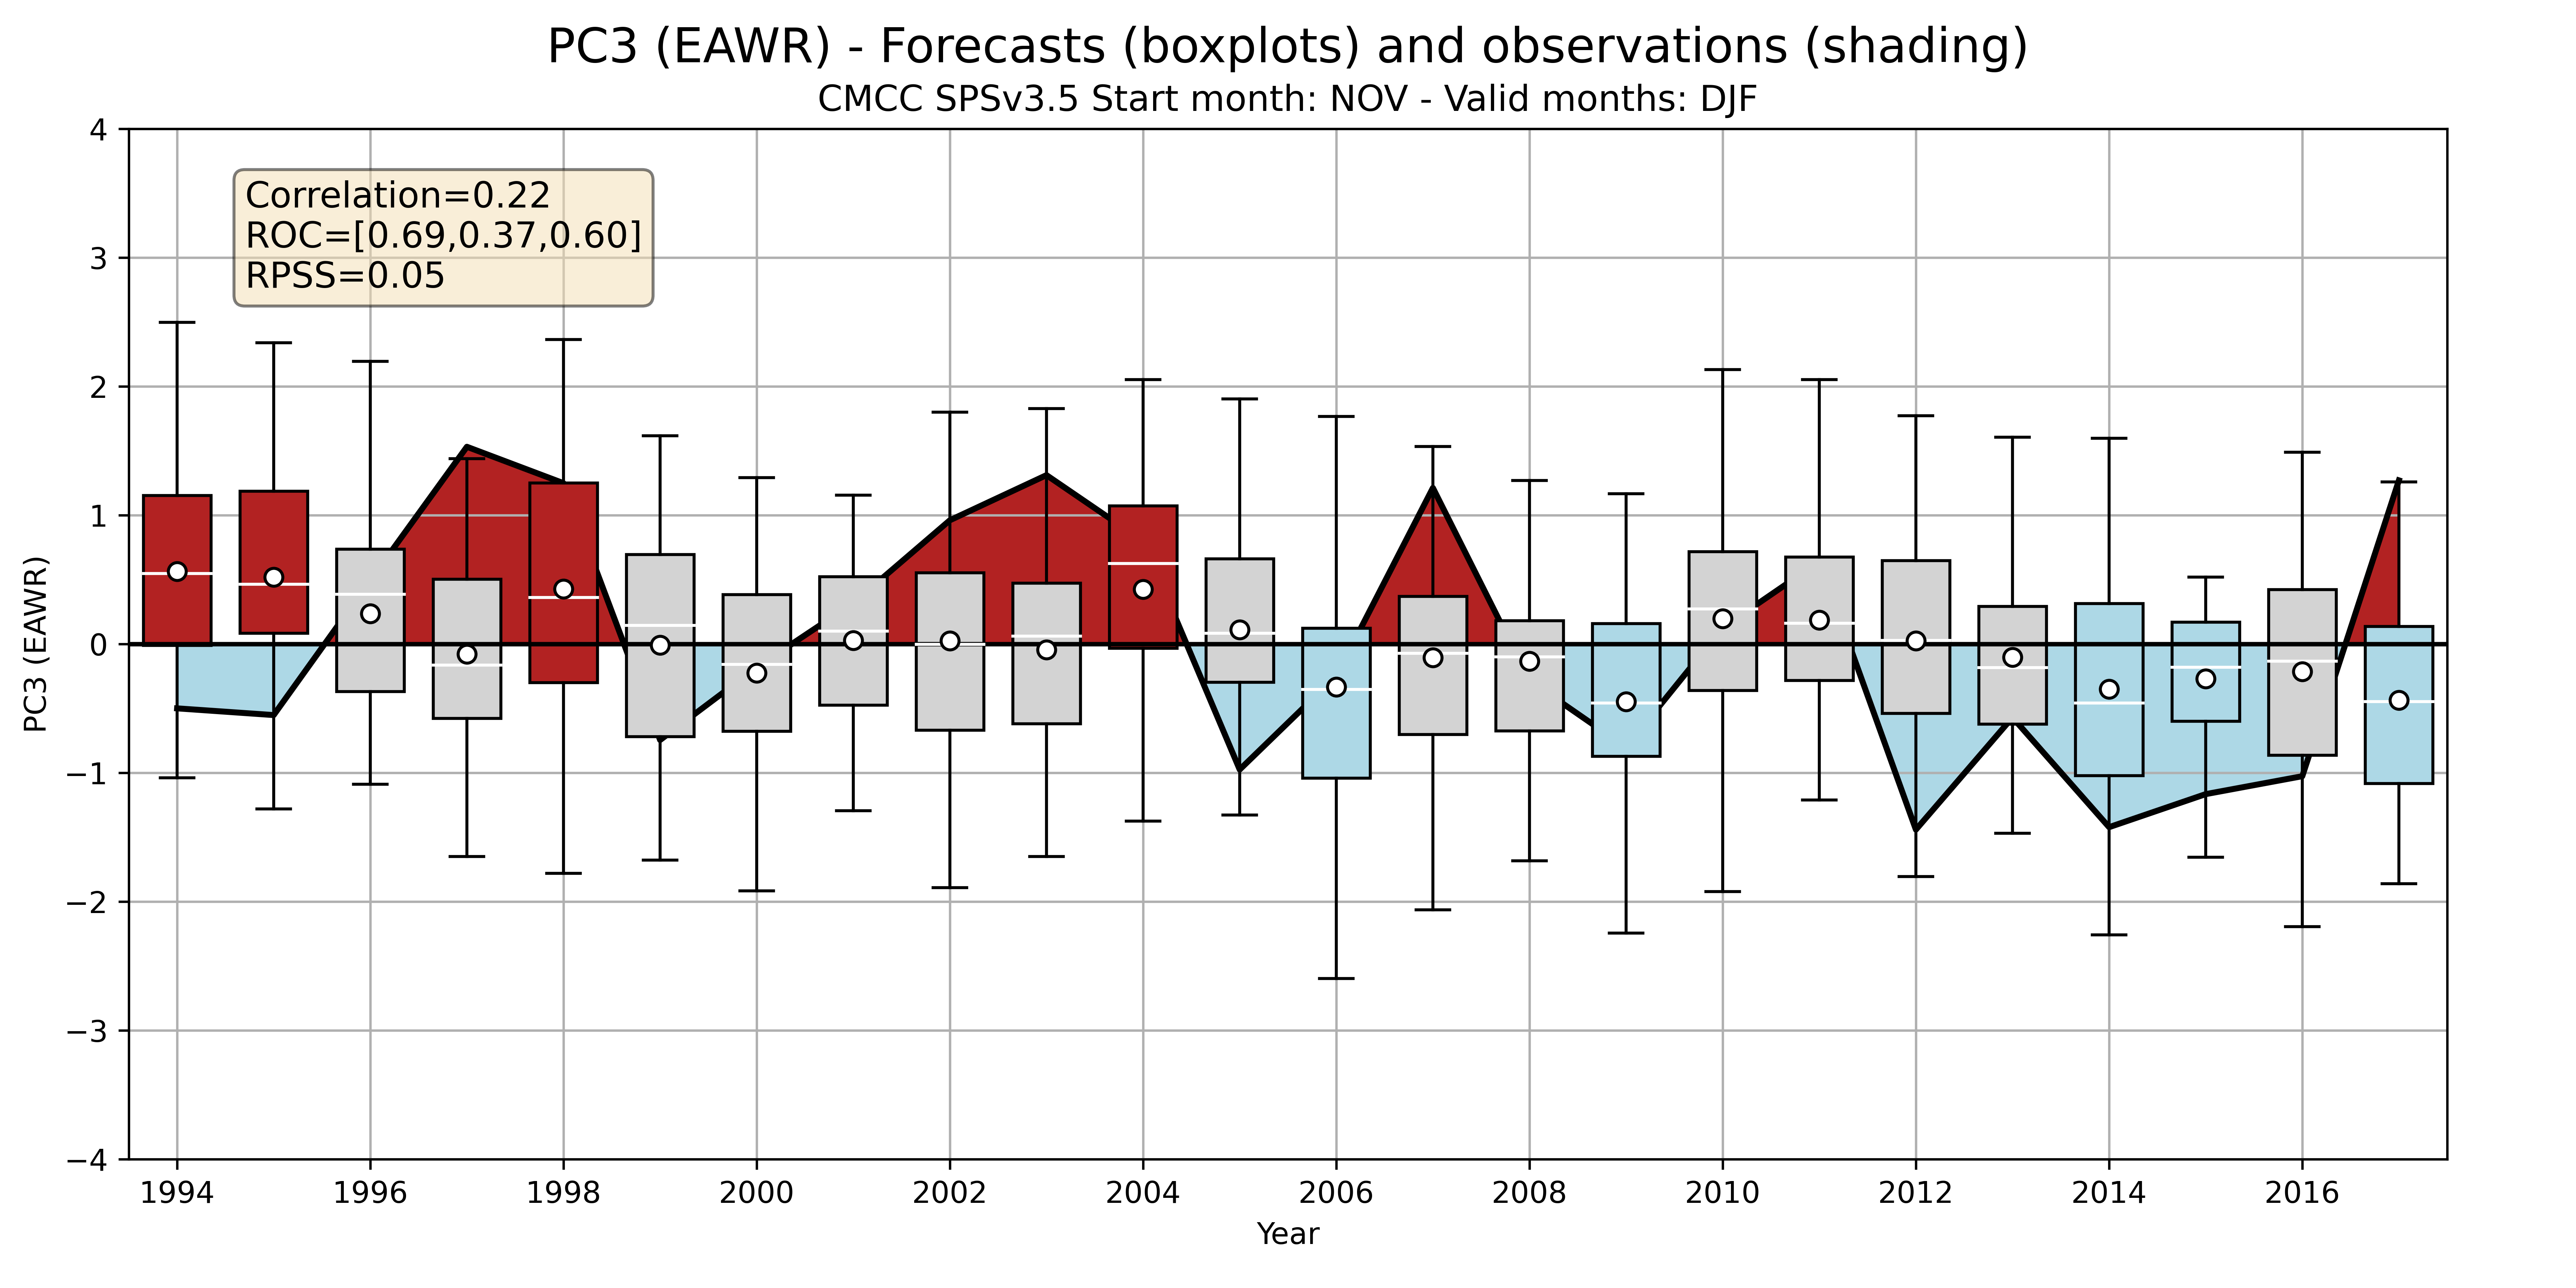 PC3 (EAWR) - Forecasts (boxplots) and observations (shading)
CMCC SPSv3.5 Start month: NOV - Valid months: DJF
Correlation=0.22
ROC=[0.69,0.37,0.60]
RPSS=0.05
PC3 (EAWR)
4
3
2
1
0
−1
−2
−3
−4
1994 1996 1998 2000 2002 2004 2006 2008 2010 2012 2014 2016
Year